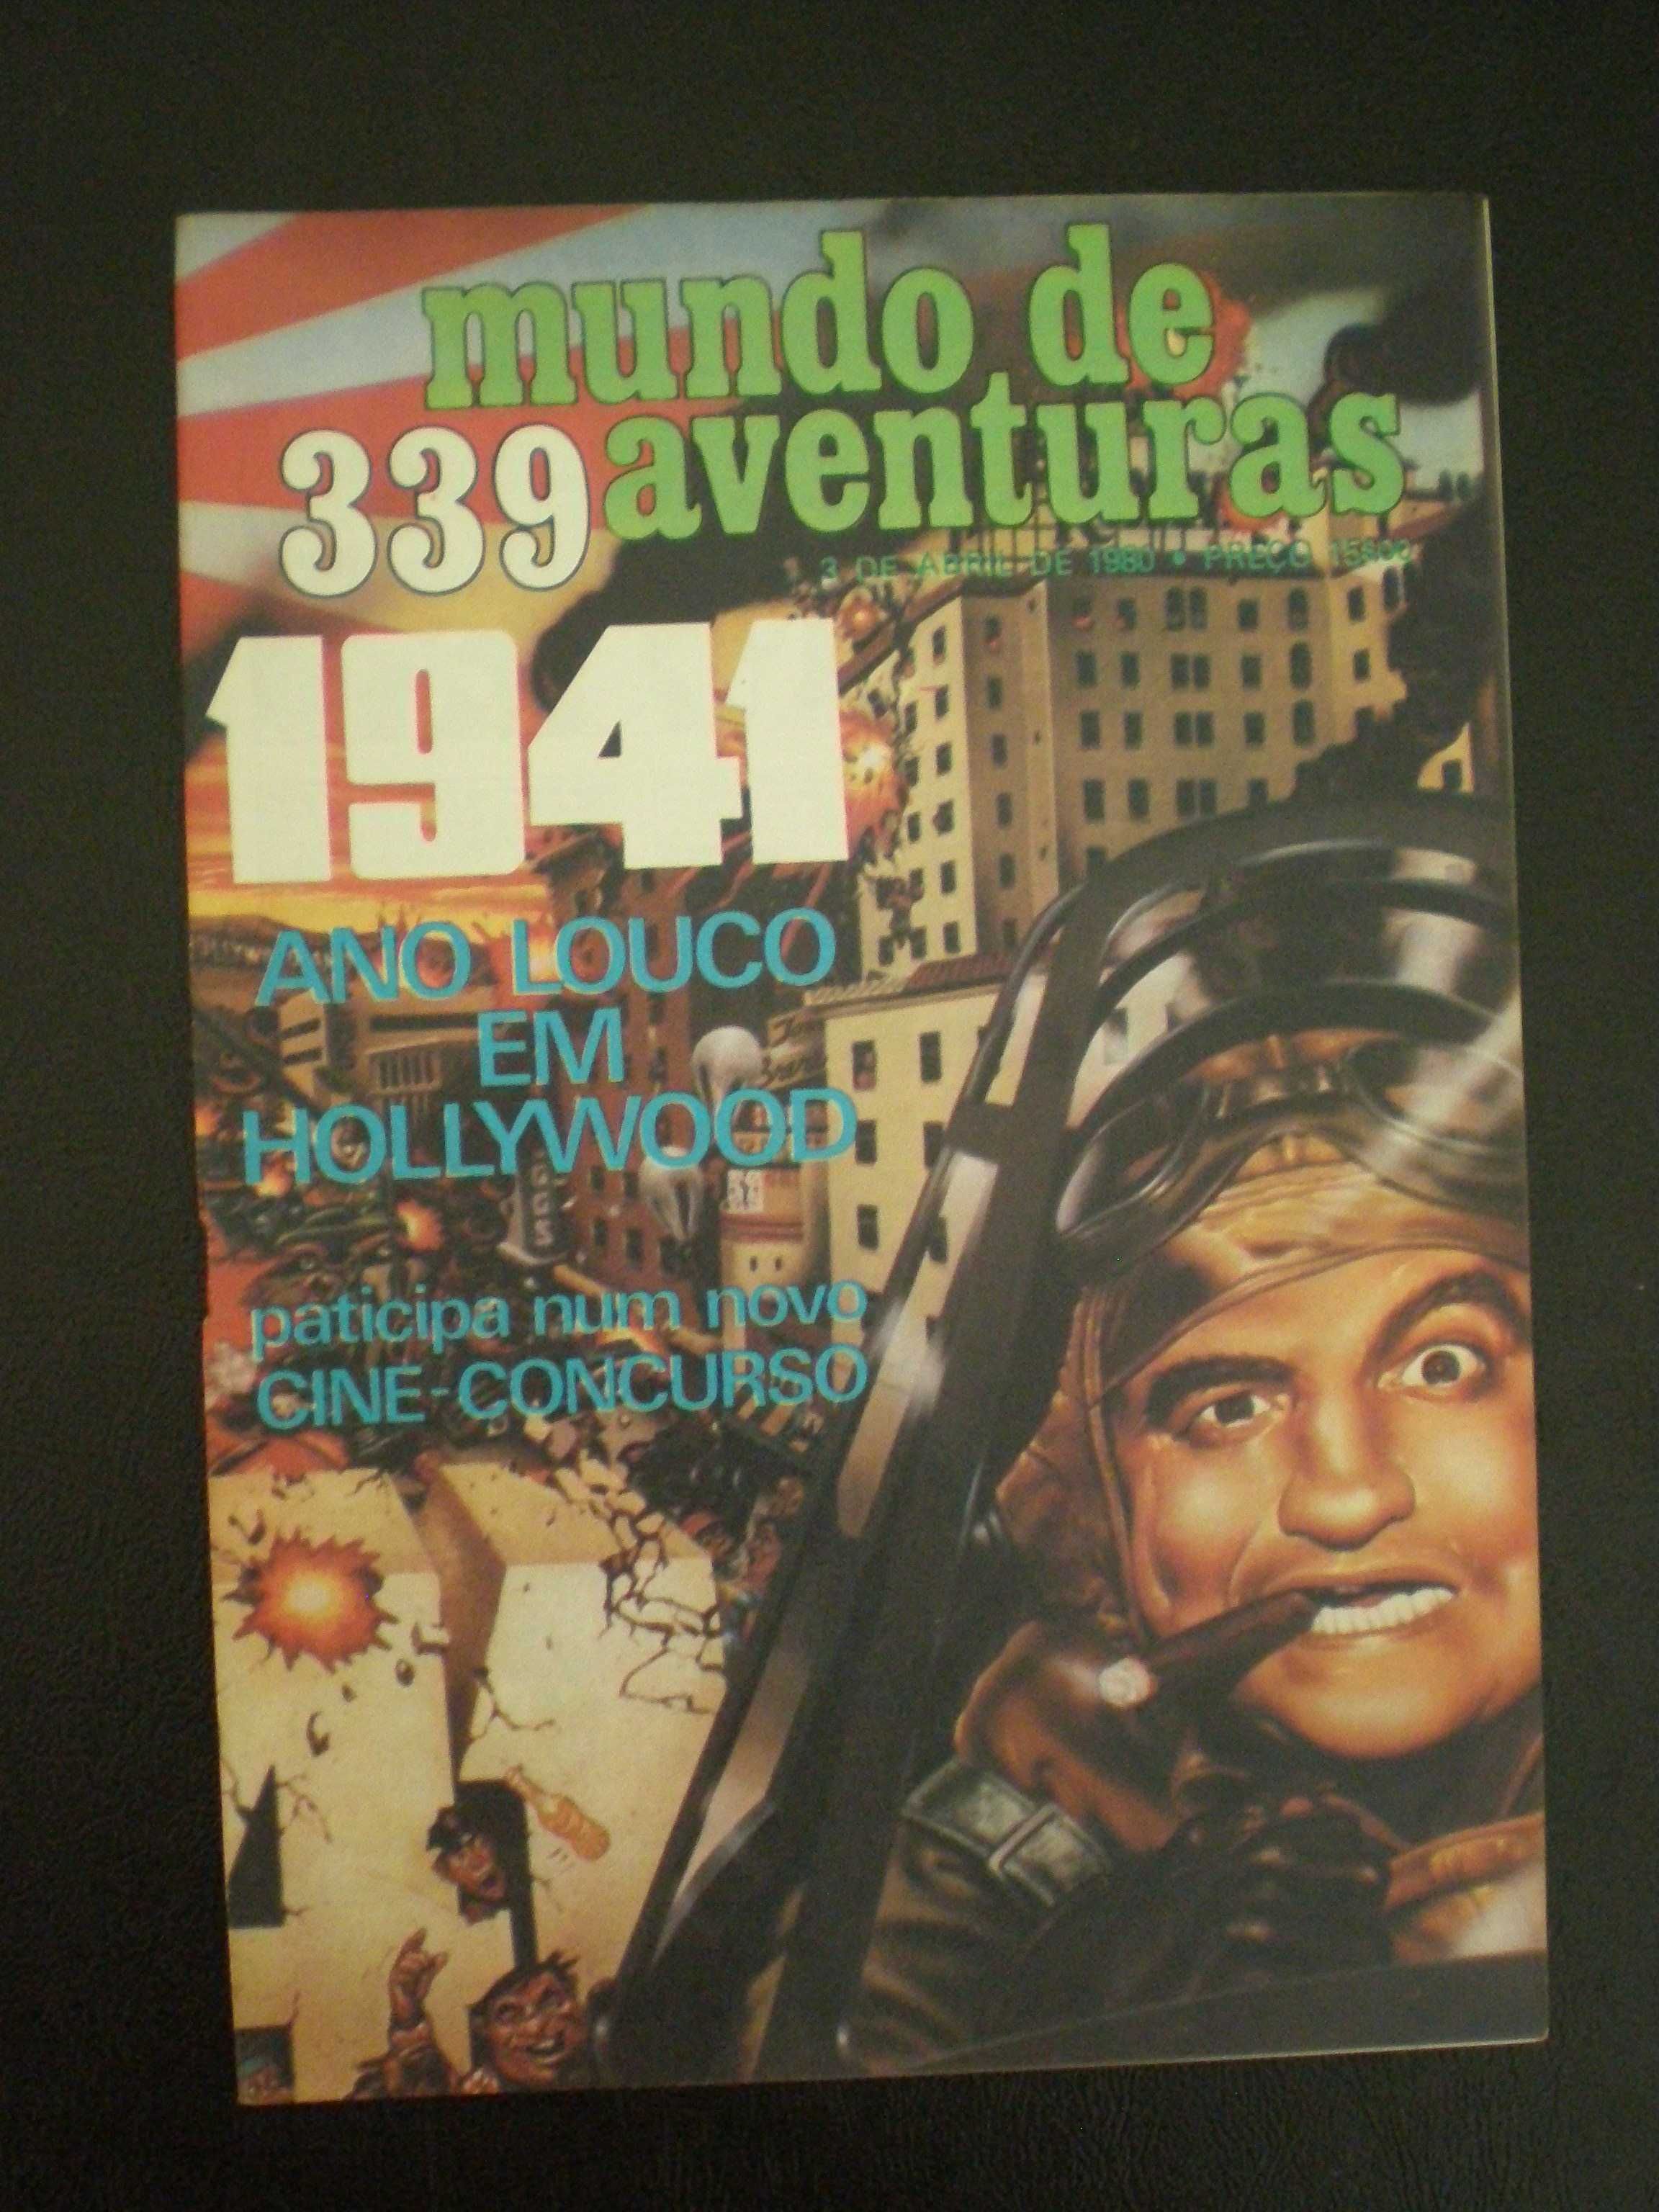 mundo de
339 aventuras
3 DE ABRIL DE 1980 • PREÇO 15$00
1941
ANO LOUCO
EM
HOLLYWOOD
paticipa num novo
CINE-CONCURSO